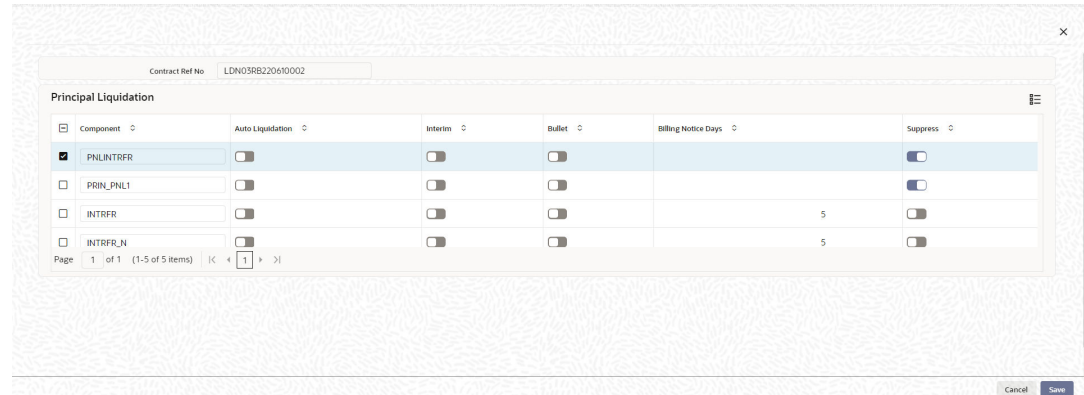 Contract Ref No LDN03RB220610002
Principal Liquidation
Component Auto Liquidation Interim Bullet Billing Notice Days Suppress
PNLINTRFR
PRIN_PNL1
INTRFR 5
INTRFR_N 5
Page 1 of 1 (1-5 of 5 items) 1
Cancel Save